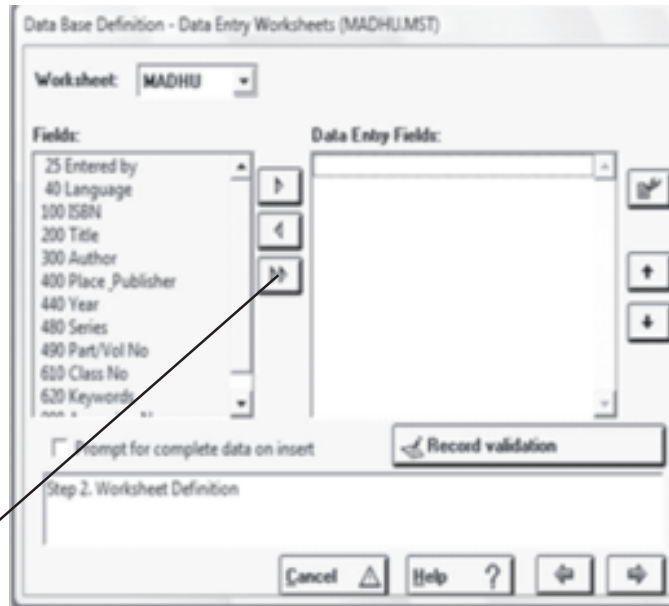 Data Base Definition - Data Entry Worksheets (MADHU.MST)
Worksheet: MADHU
Fields: Data Entry Fields:
25 Entered by
40 Language
100 ISBN
200 Title
300 Author
400 Place_Publisher
440 Year
480 Series
490 Part/Vol No
610 Class No
620 Keywords
Prompt for complete data on insert
Record validation
Step 2. Worksheet Definition
Cancel Help ?